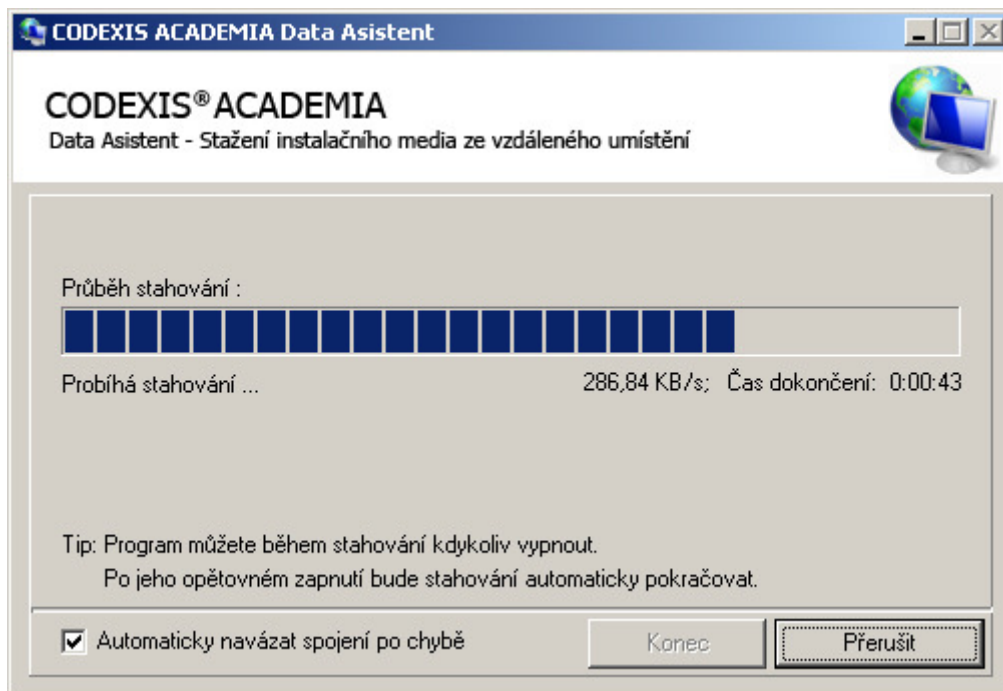 CODEXIS ACADEMIA Data Asistent
CODEXIS® ACADEMIA
Data Asistent - Stažení instalačního media ze vzdáleného umístění
Průběh stahování :
Probíhá stahování ... 286,84 KB/s; Čas dokončení: 0:00:43
Tip: Program můžete během stahování kdykoliv vypnout.
Po jeho opětovném zapnutí bude stahování automaticky pokračovat.
Automaticky navázat spojení po chybě Konec Přerušit